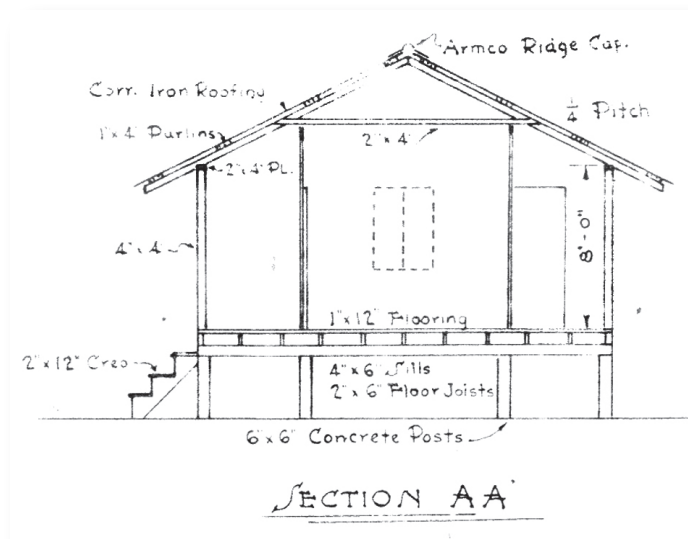 Armco Ridge Cap.
Corr. Iron Roofing
1"x 4" Purlins
1/4 Pitch
2" x 4"
2"x 4" PL.
4" x 4"
8'-0"
1"x12" Flooring
2"x 12" Creo
4"x 6" Sills
2"x 6" Floor Joists
6"x 6" Concrete Posts
SECTION AA'